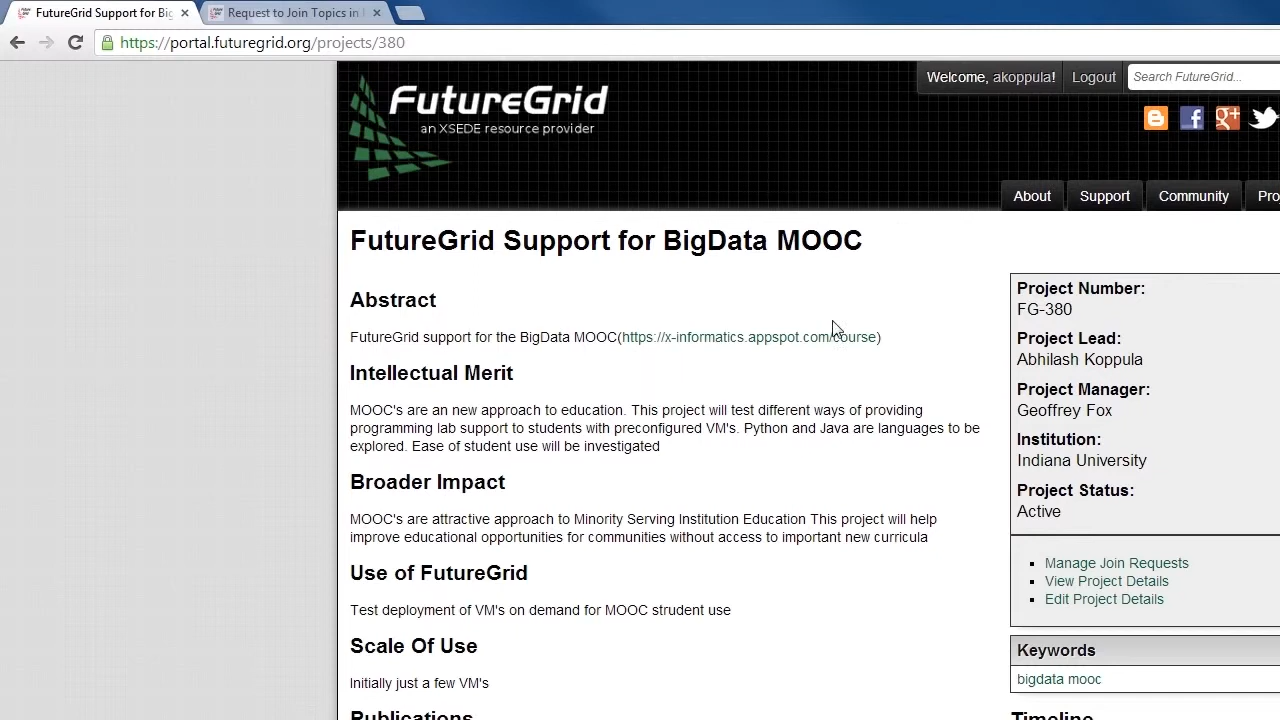 FutureGrid Support for Big
Request to Join Topics in
https://portal.futuregrid.org/projects/380
Welcome, akoppula!
Logout
Search FutureGrid...
FutureGrid
an XSEDE resource provider
About
Support
Community
FutureGrid Support for BigData MOOC
Abstract
FutureGrid support for the BigData MOOC(https://x-informatics.appspot.com/course)
Intellectual Merit
MOOC's are an new approach to education. This project will test different ways of providing
programming lab support to students with preconfigured VM's. Python and Java are languages to be
explored. Ease of student use will be investigated
Broader Impact
MOOC's are attractive approach to Minority Serving Institution Education This project will help
improve educational opportunities for communities without access to important new curricula
Use of FutureGrid
Test deployment of VM's on demand for MOOC strudent use
Scale Of Use
Initially just a few VM's
Publications
Project Number:
FG-380
Project Lead:
Abhilash Koppula
Project Manager:
Geoffrey Fox
Institution:
Indiana University
Project Status:
Active
Manage Join Requests
View Project Details
Edit Project Details
Keywords
bigdata mooc
Timeline